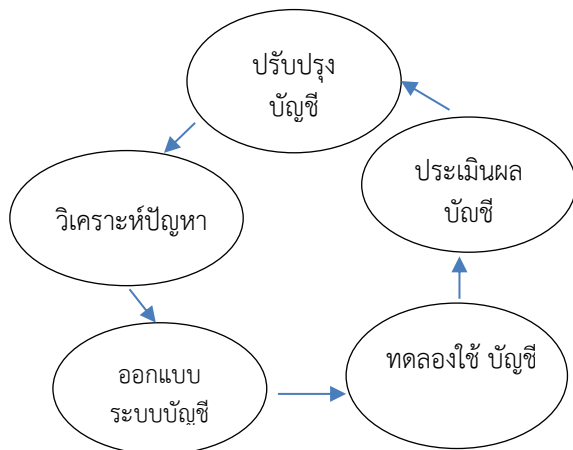 ปรับปรุง
บัญชี
ประเมินผล
บัญชี
วิเคราะห์ปัญหา
ทดลองใช้ บัญชี
ออกแบบ
ระบบบัญชี